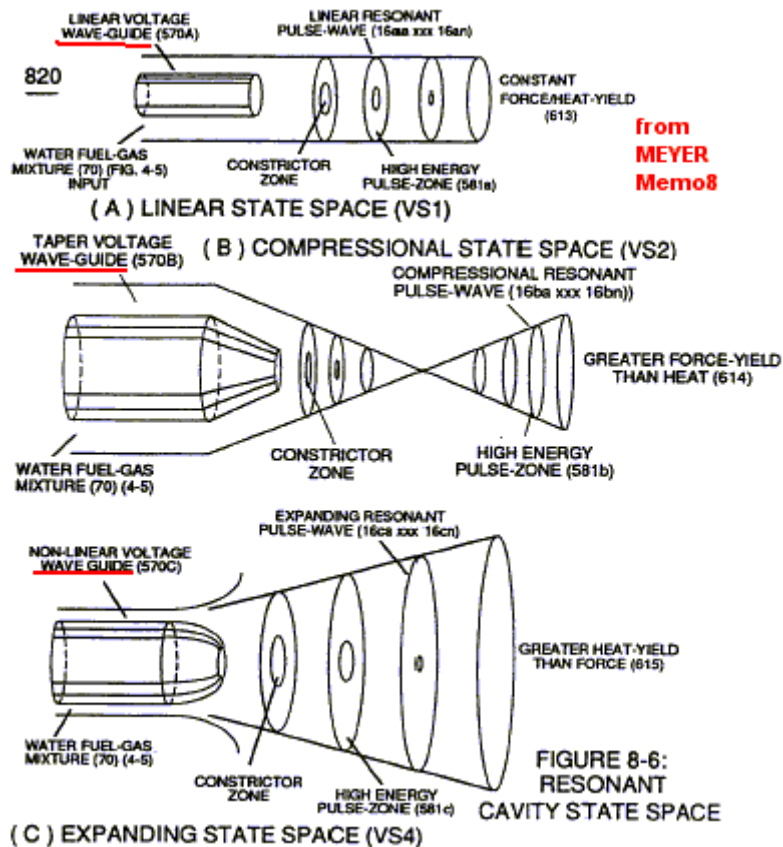 LINEAR VOLTAGE
WAVE-GUIDE (570A)
LINEAR RESONANT
PULSE-WAVE (16aa xxx 16an)
820
CONSTANT
FORCE/HEAT-YIELD
(613)
from
MEYER
Memo8
WATER FUEL-GAS
MIXTURE (70) (FIG. 4-5)
INPUT
CONSTRICTOR
ZONE
HIGH ENERGY
PULSE-ZONE (581a)
( A ) LINEAR STATE SPACE (VS1)
TAPER VOLTAGE
WAVE-GUIDE (570B)
( B ) COMPRESSIONAL STATE SPACE (VS2)
COMPRESSIONAL RESONANT
PULSE-WAVE (16ba xxx 16bn))
GREATER FORCE-YIELD
THAN HEAT (614)
WATER FUEL-GAS
MIXTURE (70) (4-5)
CONSTRICTOR
ZONE
HIGH ENERGY
PULSE-ZONE (581b)
EXPANDING RESONANT
PULSE-WAVE (16ca xxx 16cn)
NON-LINEAR VOLTAGE
WAVE GUIDE (570C)
GREATER HEAT-YIELD
THAN FORCE (615)
WATER FUEL-GAS
MIXTURE (70) (4-5)
CONSTRICTOR
ZONE
HIGH ENERGY
PULSE-ZONE (581c)
FIGURE 8-6:
RESONANT
CAVITY STATE SPACE
( C ) EXPANDING STATE SPACE (VS4)